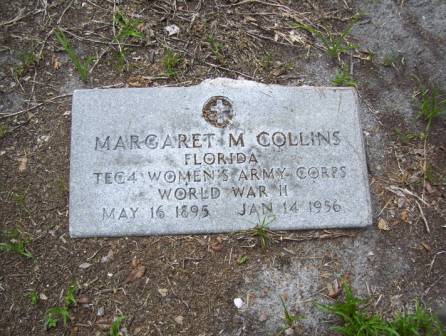 MARGARET M COLLINS
FLORIDA
TEC4 WOMEN'S ARMY CORPS
WORLD WAR II
MAY 16 1895 JAN 14 1956